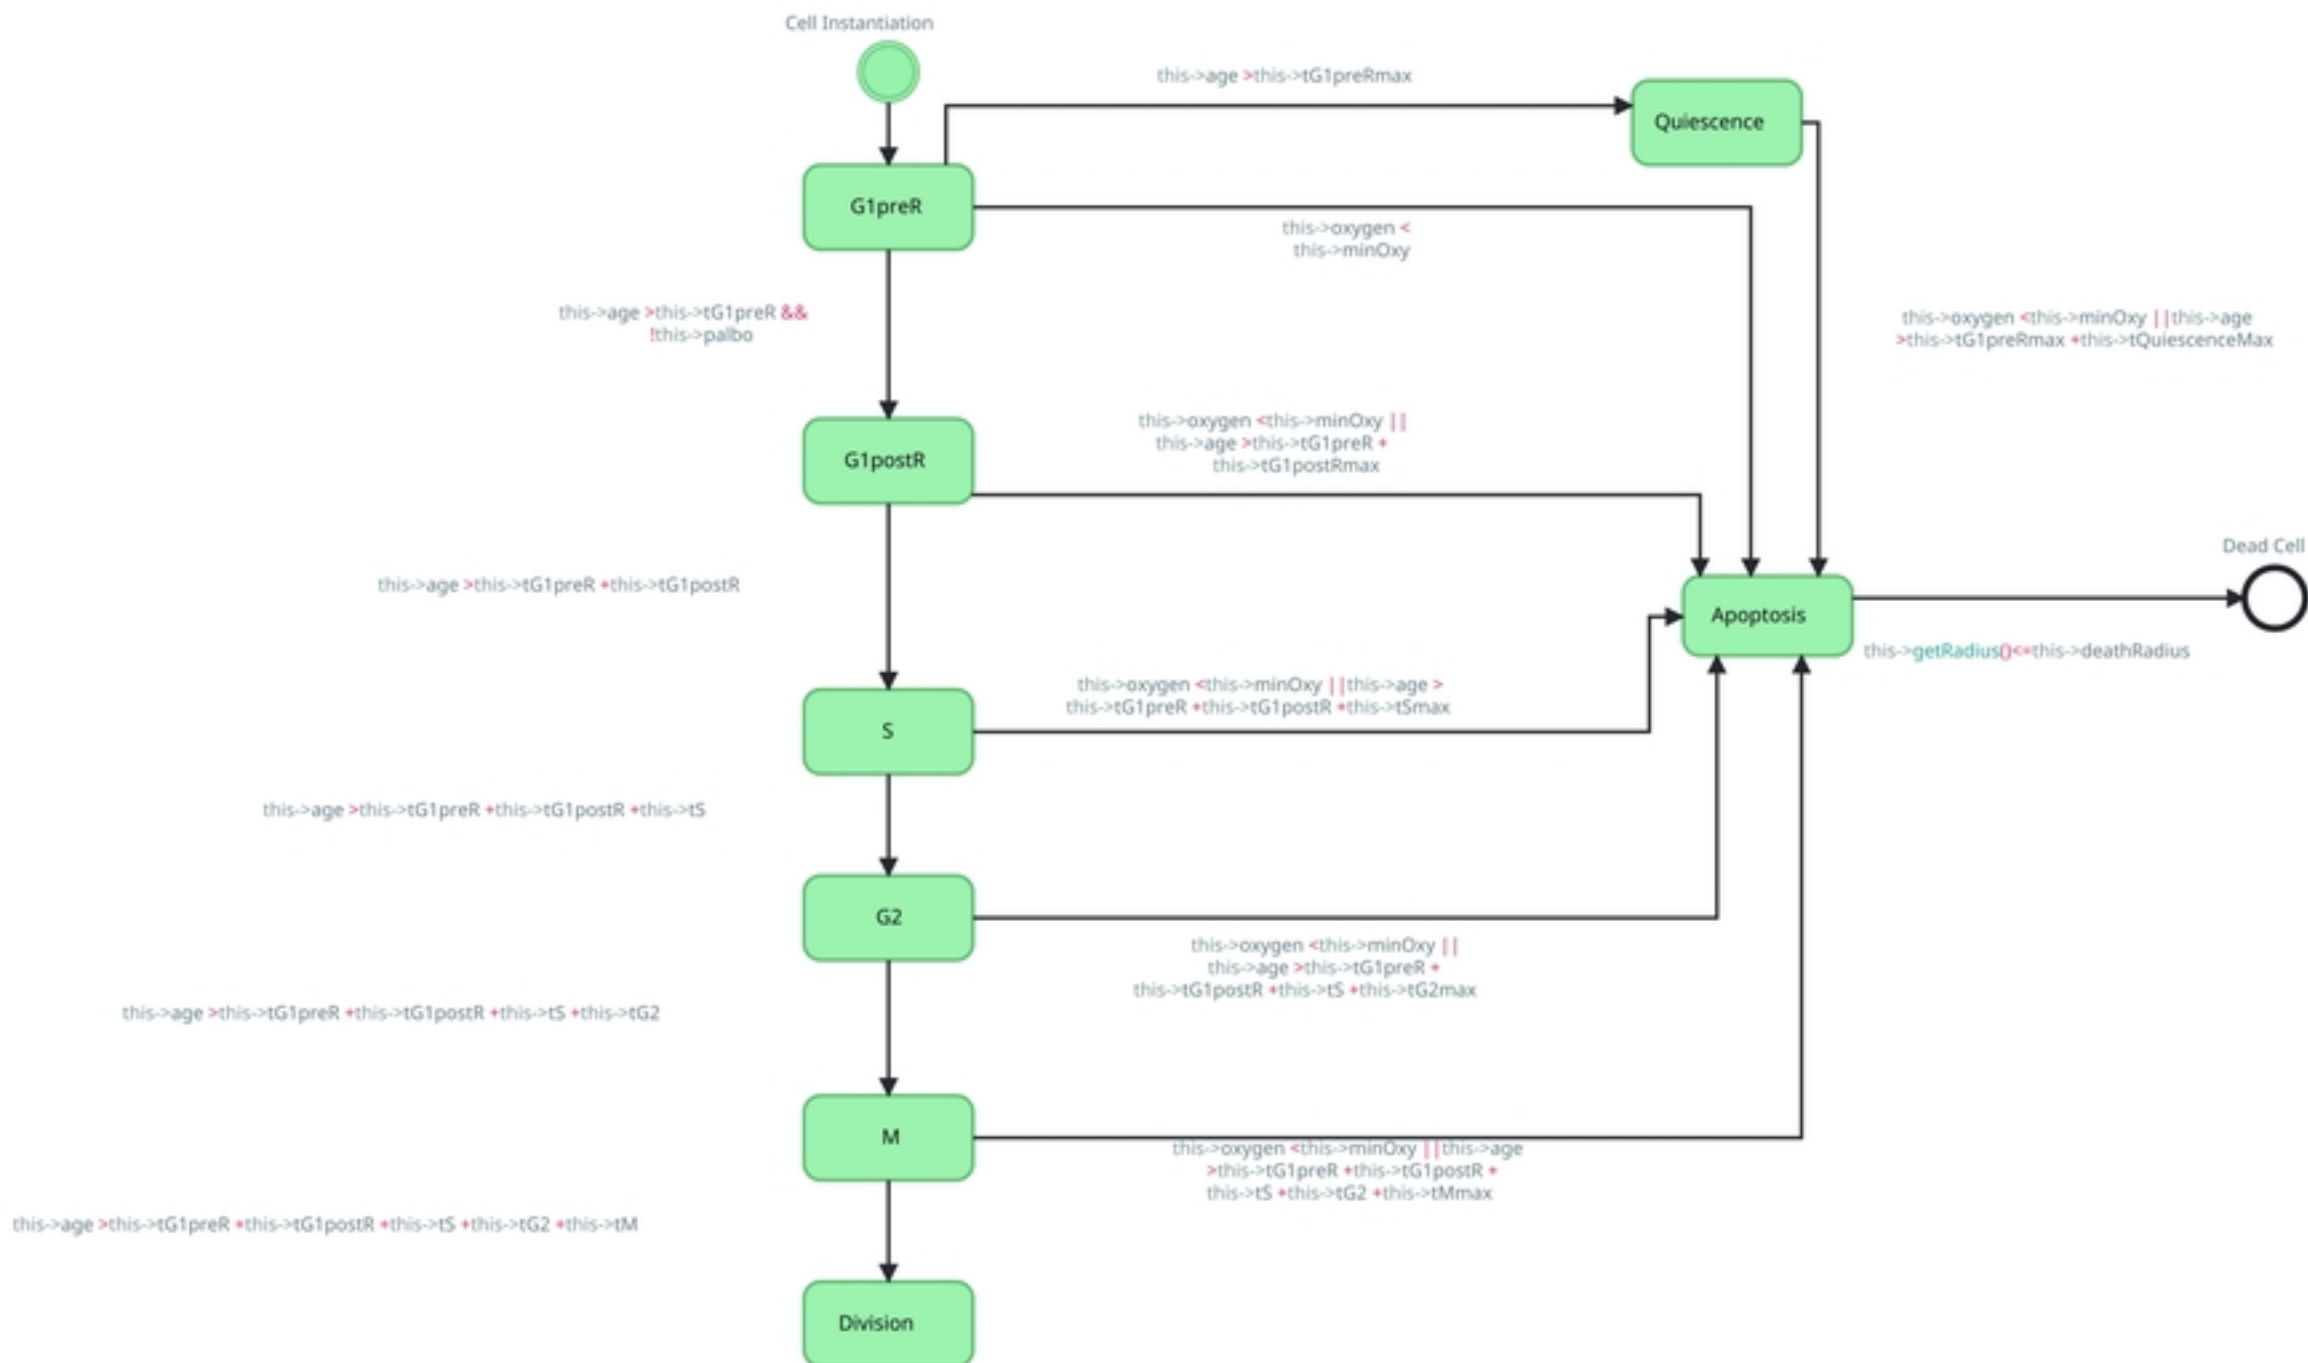 Cell Instantiation
this->age >this->tG1preRmax
Quiescence
G1preR
this->oxygen <
this->minOxy
this->age >this->tG1preR &&
!this->palbo
this->oxygen <this->minOxy ||this->age
>this->tG1preRmax +this->tQuiescenceMax
G1postR
this->oxygen <this->minOxy ||
this->age >this->tG1preR +
this->tG1postRmax
Dead Cell
this->age >this->tG1preR +this->tG1postR
Apoptosis
this->getRadius()<=this->deathRadius
S
this->oxygen <this->minOxy ||this->age >
this->tG1preR +this->tG1postR +this->tSmax
this->age >this->tG1preR +this->tG1postR +this->tS
G2
this->oxygen <this->minOxy ||
this->age >this->tG1preR +
this->tG1postR +this->tS +this->tG2max
this->age >this->tG1preR +this->tG1postR +this->tS +this->tG2
M
this->oxygen <this->minOxy ||this->age
>this->tG1preR +this->tG1postR +
this->tS +this->tG2 +this->tMmax
this->age >this->tG1preR +this->tG1postR +this->tS +this->tG2 +this->tM
Division